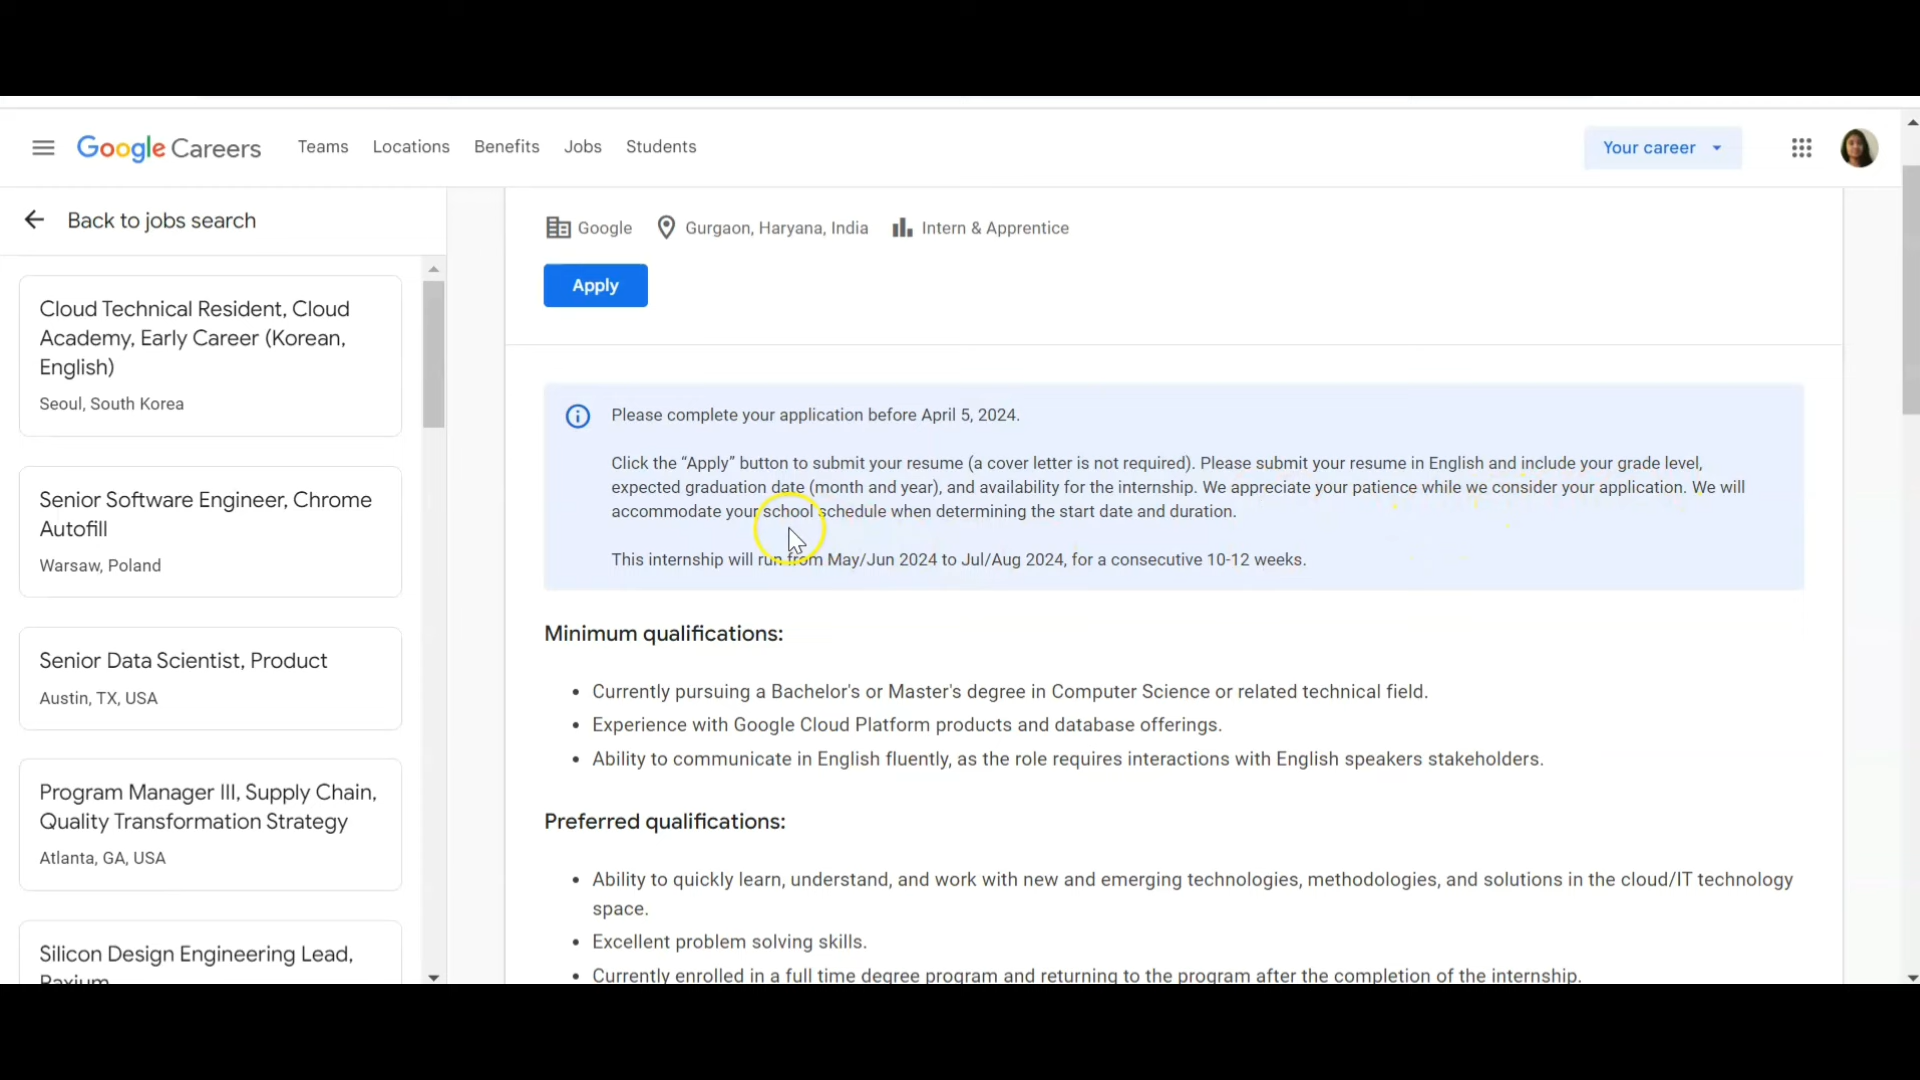 Google Careers
Teams
Locations
Benefits
Jobs
Students
Your career
Back to jobs search
Cloud Technical Resident, Cloud
Academy, Early Career (Korean,
English)
Seoul, South Korea
Senior Software Engineer, Chrome
Autofill
Warsaw, Poland
Senior Data Scientist, Product
Austin, TX, USA
Program Manager III, Supply Chain,
Quality Transformation Strategy
Atlanta, GA, USA
Silicon Design Engineering Lead,
Raxium
Google
Gurgaon, Haryana, India
Intern & Apprentice
Apply
Please complete your application before April 5, 2024.
Click the “Apply” button to submit your resume (a cover letter is not required). Please submit your resume in English and include your grade level,
expected graduation date (month and year), and availability for the internship. We appreciate your patience while we consider your application. We will
accommodate your school schedule when determining the start date and duration.
This internship will run from May/Jun 2024 to Jul/Aug 2024, for a consecutive 10-12 weeks.
Minimum qualifications:
• Currently pursuing a Bachelor's or Master's degree in Computer Science or related technical field.
• Experience with Google Cloud Platform products and database offerings.
• Ability to communicate in English fluently, as the role requires interactions with English speakers stakeholders.
Preferred qualifications:
• Ability to quickly learn, understand, and work with new and emerging technologies, methodologies, and solutions in the cloud/IT technology
space.
• Excellent problem solving skills.
• Currently enrolled in a full time degree program and returning to the program after the completion of the internship.